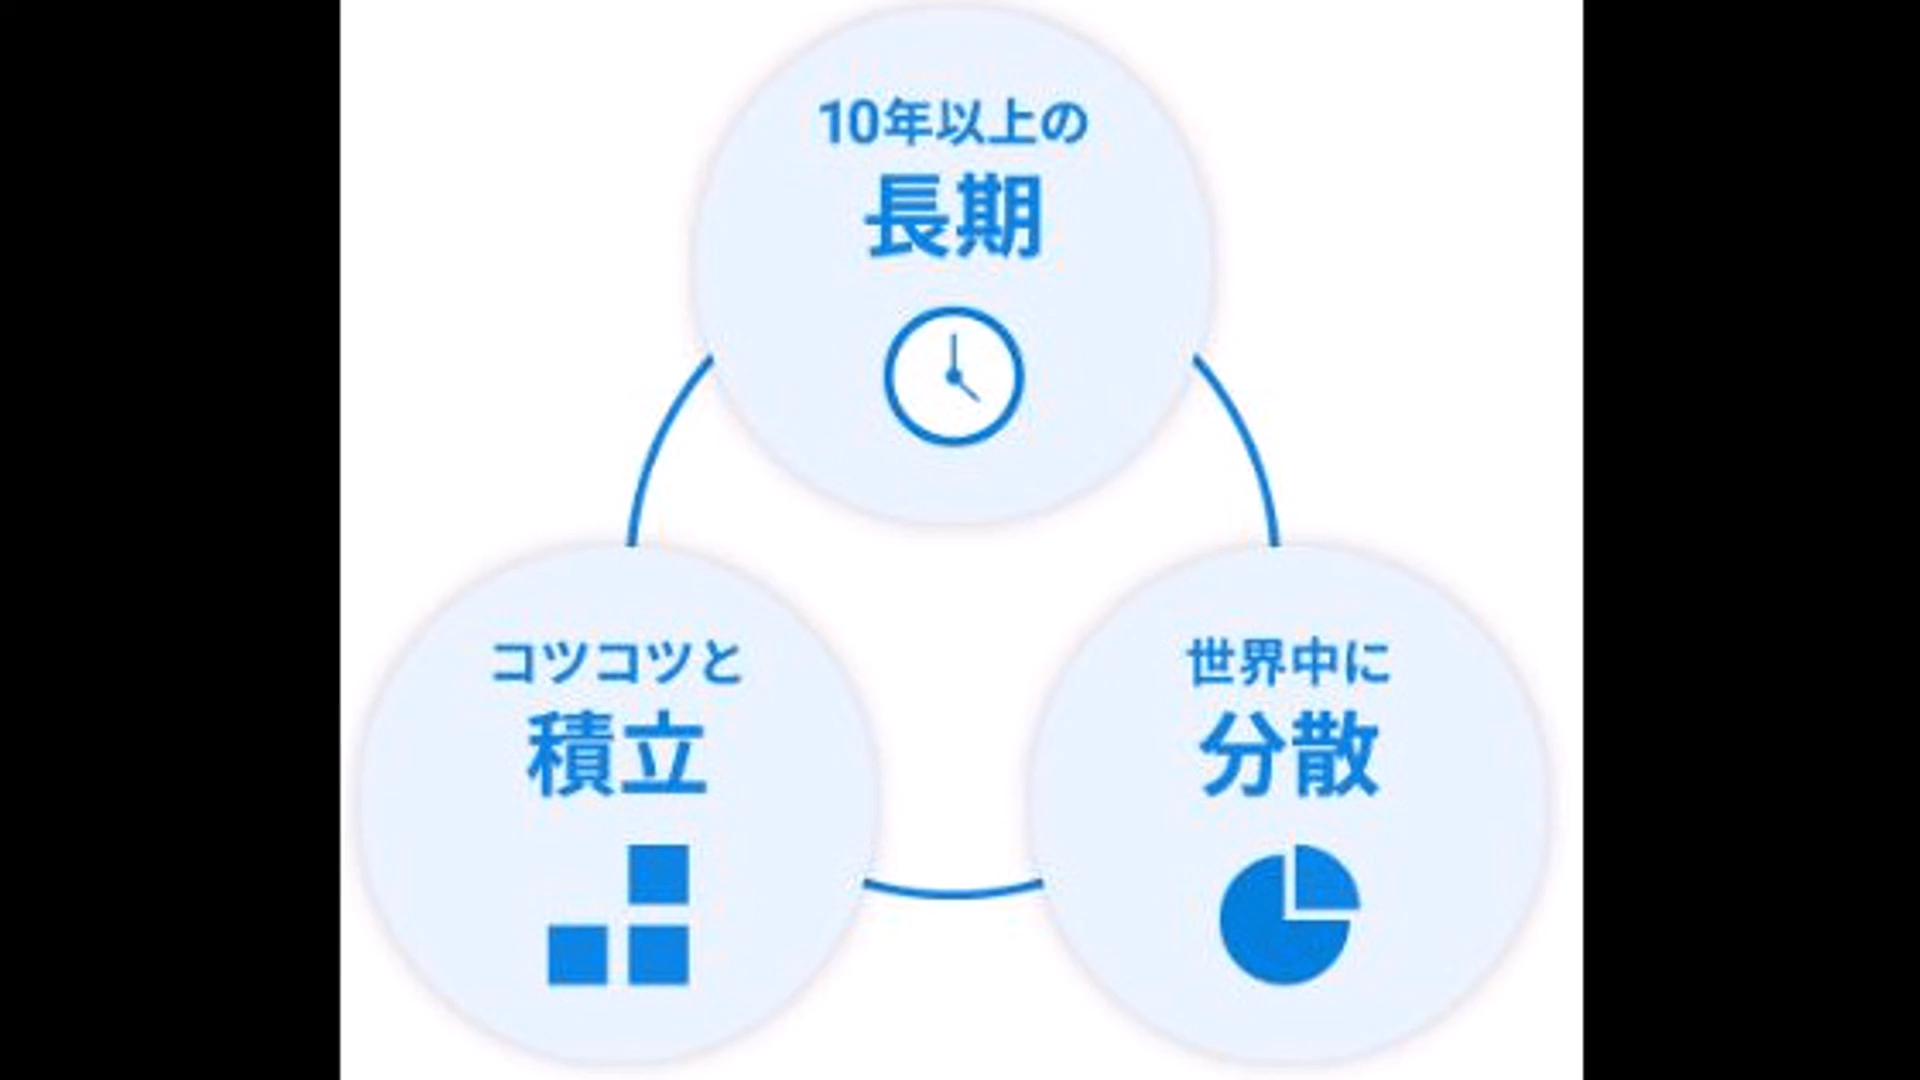 10年以上の
長期
コツコツと
積立
世界中に
分散